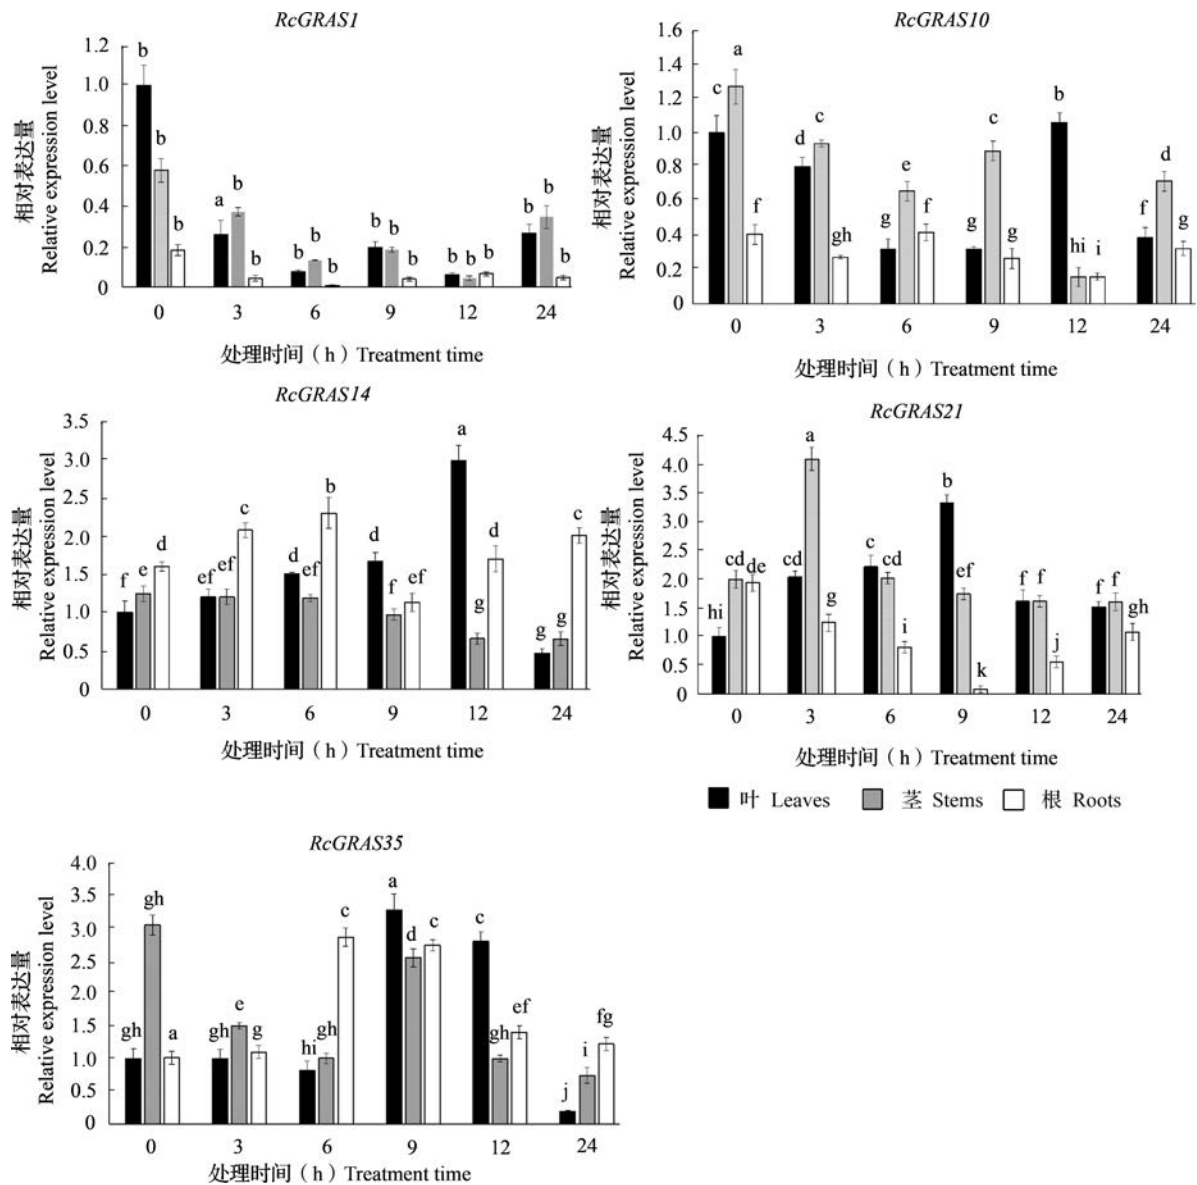 RcGRAS1
相对表达量
Relative expression level
1.2
1.0
0.8
0.6
0.4
0.2
0
b b b
a b b
b b b
b b b
b b b
b b b
0 3 6 9 12 24
处理时间（h）Treatment time
RcGRAS10
相对表达量
Relative expression level
1.6
1.4
1.2
1.0
0.8
0.6
0.4
0.2
0
c a f
d c gh
g e f
g c g
b hi i
f d g
0 3 6 9 12 24
处理时间（h）Treatment time
RcGRAS14
相对表达量
Relative expression level
3.5
3.0
2.5
2.0
1.5
1.0
0.5
0
f e d
ef ef c
d ef b
d f ef
a g d
g g c
0 3 6 9 12 24
处理时间（h）Treatment time
RcGRAS21
相对表达量
Relative expression level
4.5
4.0
3.5
3.0
2.5
2.0
1.5
1.0
0.5
0
hi cd de
cd a g
c cd i
b ef k
f f j
f f gh
0 3 6 9 12 24
处理时间（h）Treatment time
叶 Leaves 茎 Stems 根 Roots
RcGRAS35
相对表达量
Relative expression level
4.0
3.5
3.0
2.5
2.0
1.5
1.0
0.5
0
gh gh a
gh e g
hi gh c
a d c
c gh ef
j i fg
0 3 6 9 12 24
处理时间（h）Treatment time